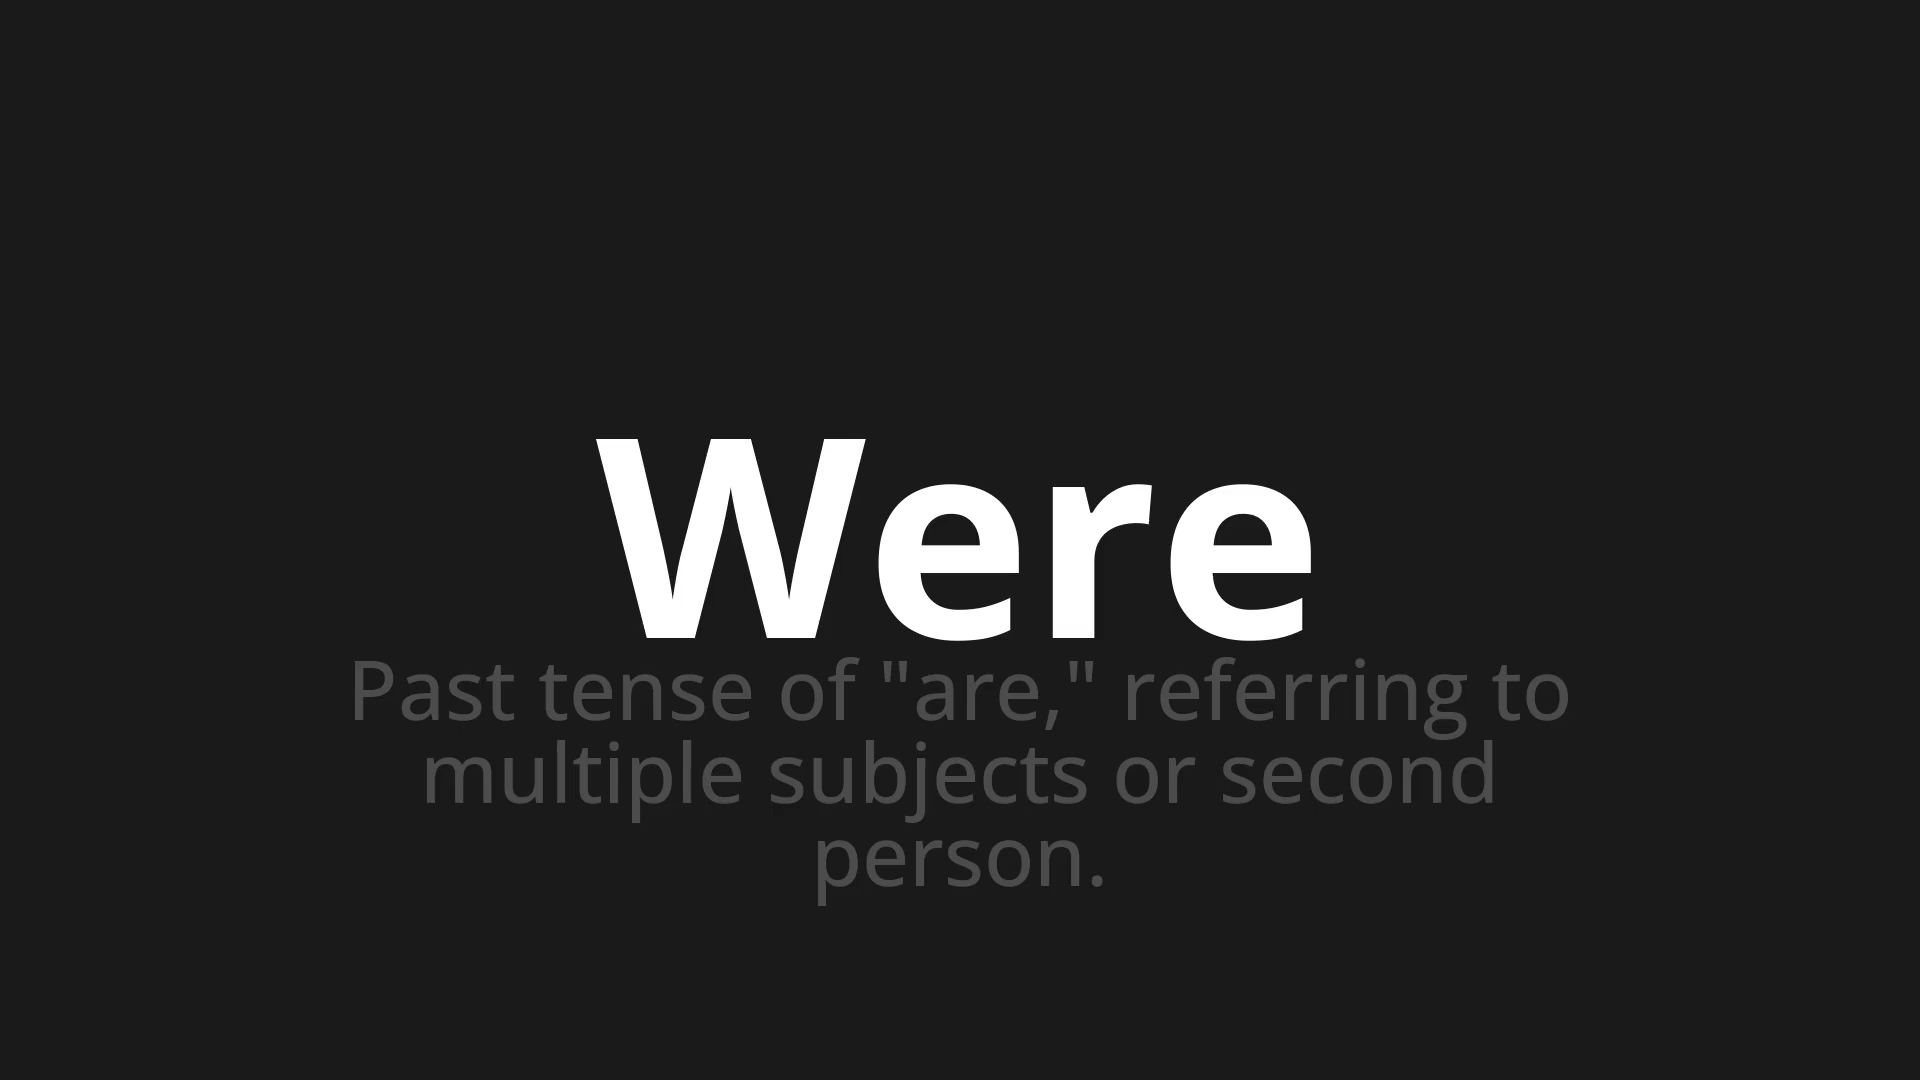 Were
Past tense of "are," referring to
multiple subjects or second
person.